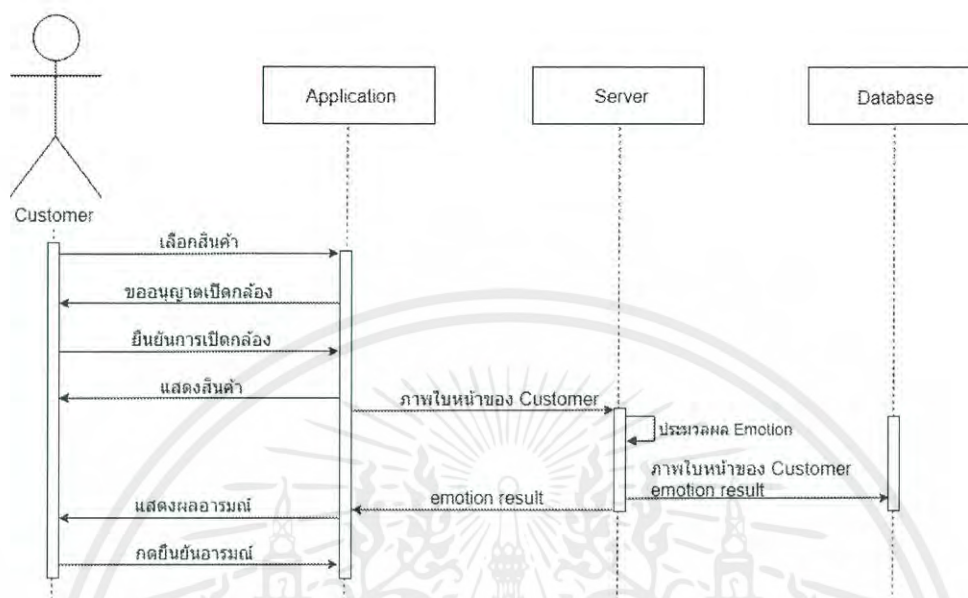 Application
Server
Database
Customer
เลือกสินค้า
ขออนุญาตเปิดกล้อง
ยืนยันการเปิดกล้อง
แสดงสินค้า
ภาพใบหน้าของ Customer
ประมวลผล Emotion
ภาพใบหน้าของ Customer
emotion result
emotion result
แสดงผลอารมณ์
กดยืนยันอารมณ์